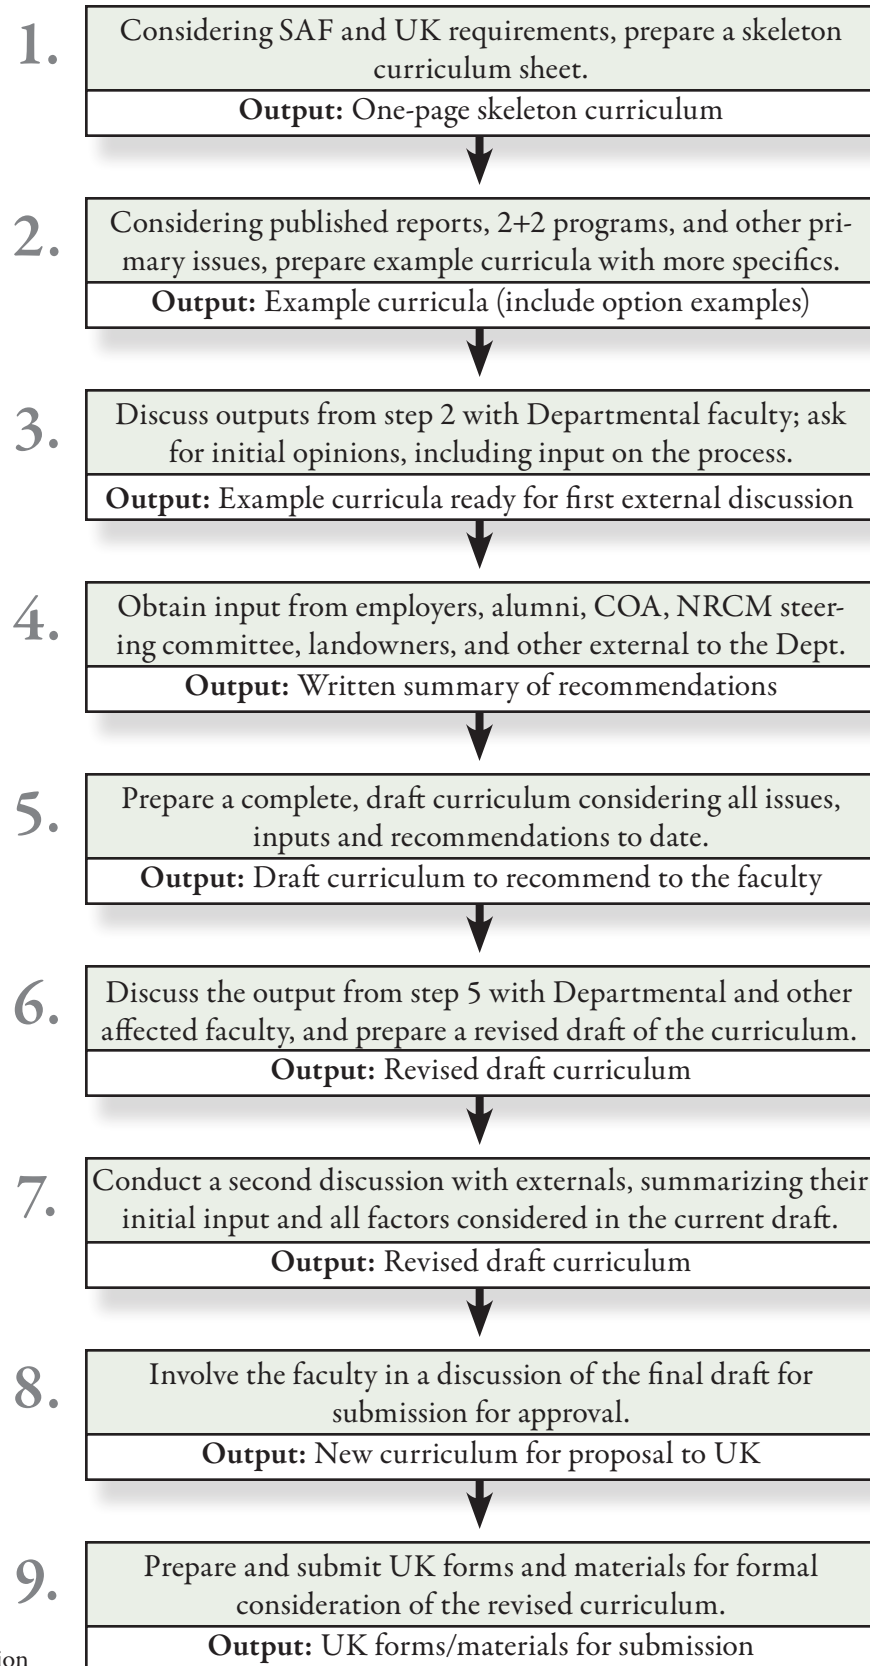 1.
Considering SAF and UK requirements, prepare a skeleton
curriculum sheet.
Output: One-page skeleton curriculum
2.
Considering published reports, 2+2 programs, and other pri-
mary issues, prepare example curricula with more specifics.
Output: Example curricula (include option examples)
3.
Discuss outputs from step 2 with Departmental faculty; ask
for initial opinions, including input on the process.
Output: Example curricula ready for first external discussion
4.
Obtain input from employers, alumni, COA, NRCM steer-
ing committee, landowners, and other external to the Dept.
Output: Written summary of recommendations
5.
Prepare a complete, draft curriculum considering all issues,
inputs and recommendations to date.
Output: Draft curriculum to recommend to the faculty
6.
Discuss the output from step 5 with Departmental and other
affected faculty, and prepare a revised draft of the curriculum.
Output: Revised draft curriculum
7.
Conduct a second discussion with externals, summarizing their
initial input and all factors considered in the current draft.
Output: Revised draft curriculum
8.
Involve the faculty in a discussion of the final draft for
submission for approval.
Output: New curriculum for proposal to UK
9.
Prepare and submit UK forms and materials for formal
consideration of the revised curriculum.
Output: UK forms/materials for submission